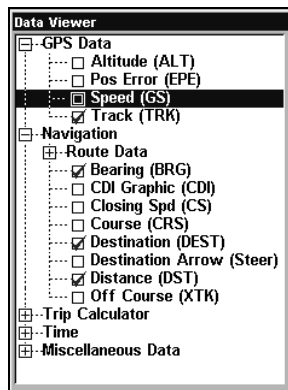 Data Viewer
GPS Data
Altitude (ALT)
Pos Error (EPE)
Speed (GS)
Track (TRK)
Navigation
Route Data
Bearing (BRG)
CDI Graphic (CDI)
Closing Spd (CS)
Course (CRS)
Destination (DEST)
Destination Arrow (Steer)
Distance (DST)
Off Course (XTK)
Trip Calculator
Time
Miscellaneous Data